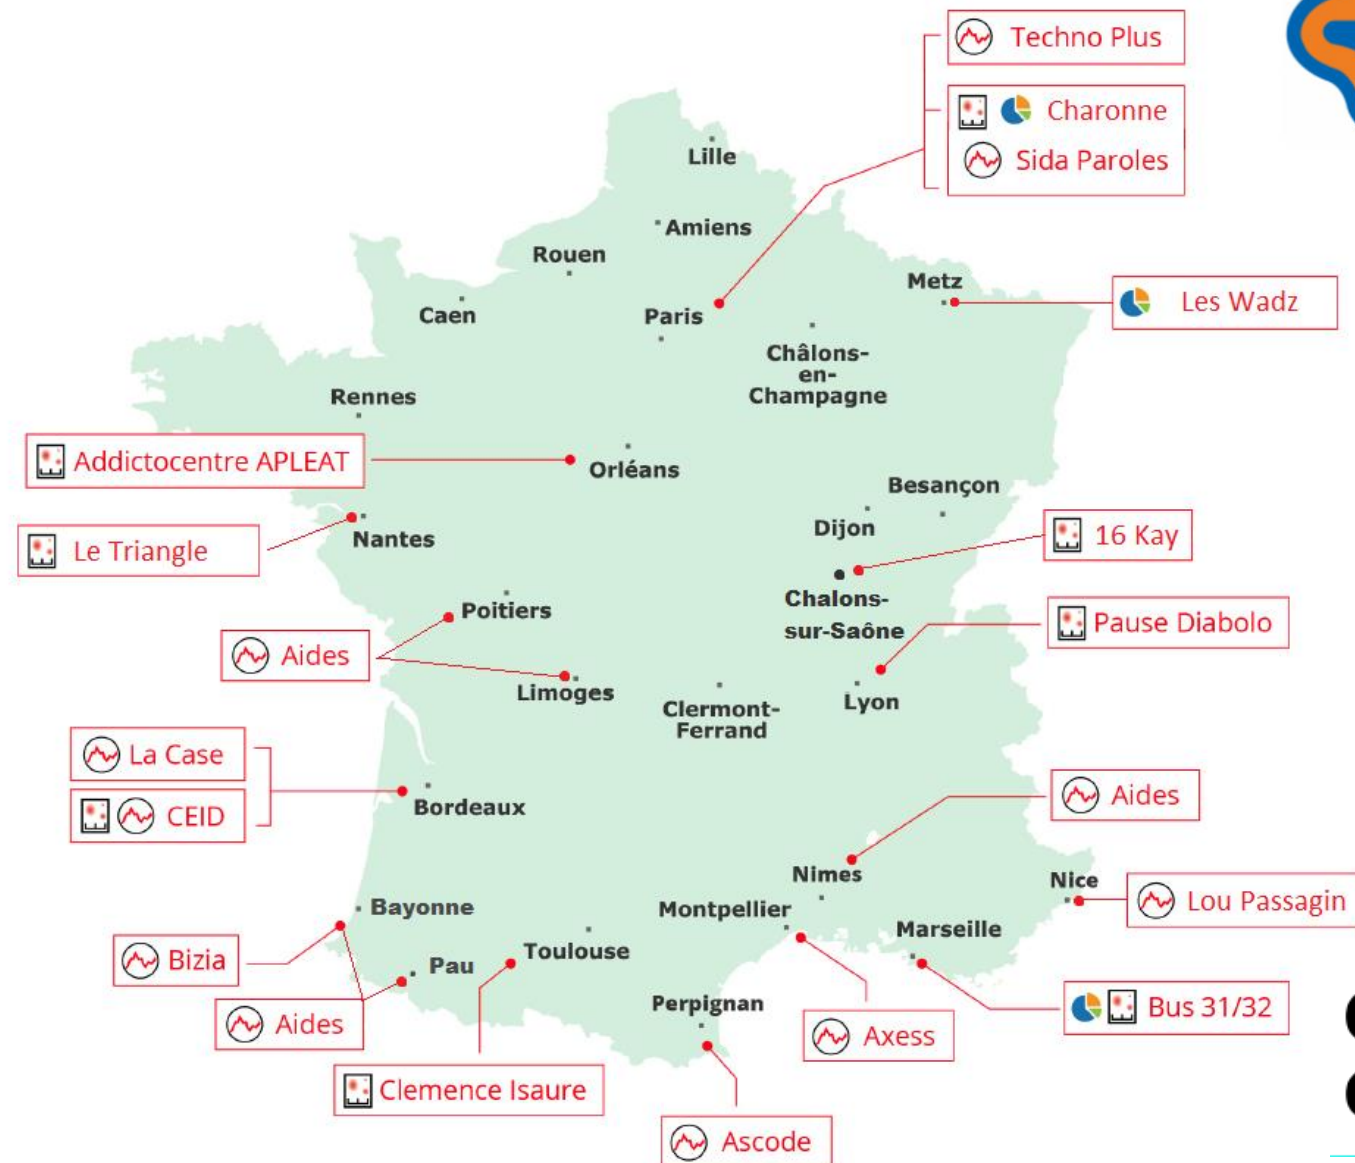 Techno Plus
Charonne
Sida Paroles
Lille
Amiens
Rouen
Metz
Les Wadz
Caen
Paris
Châlons-
en-
Champagne
Rennes
Addictocentre APLEAT
Orléans
Besançon
Dijon
16 Kay
Nantes
Le Triangle
Chalons-
sur-Saône
Poitiers
Pause Diabolo
Aides
Limoges
Clermont-
Ferrand
Lyon
La Case
CEID
Bordeaux
Aides
Nimes
Nice
Lou Passagin
Bayonne
Montpellier
Marseille
Toulouse
Bizia
Pau
Perpignan
Bus 31/32
Aides
Axess
Clemence Isaure
Ascode